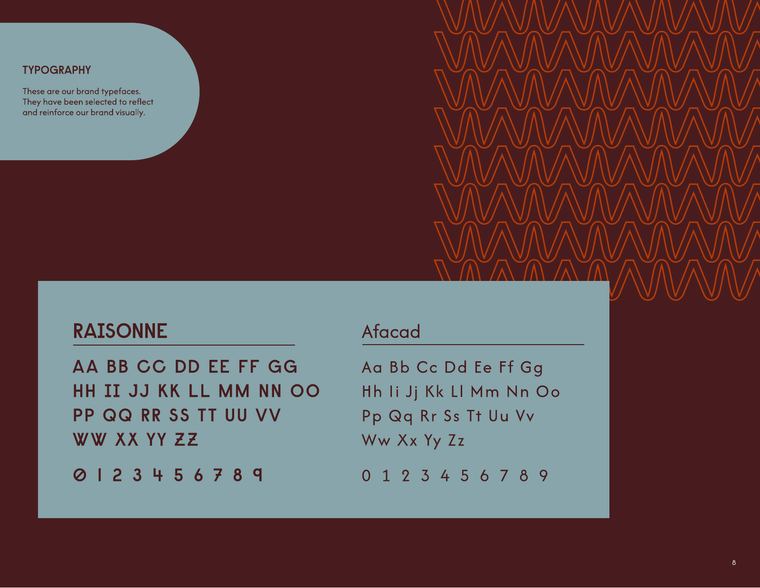 TYPOGRAPHY
These are our brand typefaces.
They have been selected to reflect
and reinforce our brand visually.
RAISONNE
AA BB CC DD EE FF GG
HH II JJ KK LL MM NN OO
PP QQ RR SS TT UU VV
WW XX YY ZZ
0 1 2 3 4 5 6 7 8 9
Afacad
Aa Bb Cc Dd Ee Ff Gg
Hh Ii Jj Kk Ll Mm Nn Oo
Pp Qq Rr Ss Tt Uu Vv
Ww Xx Yy Zz
0 1 2 3 4 5 6 7 8 9
8